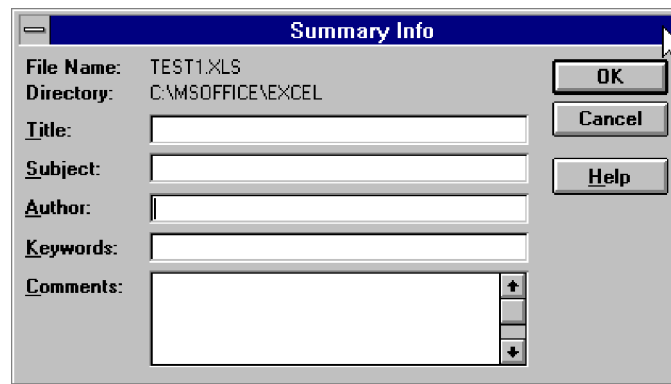 Summary Info
File Name: TEST1.XLS
Directory: C:\MSOFFICE\EXCEL
Title:
Subject:
Author:
Keywords:
Comments:
OK
Cancel
Help